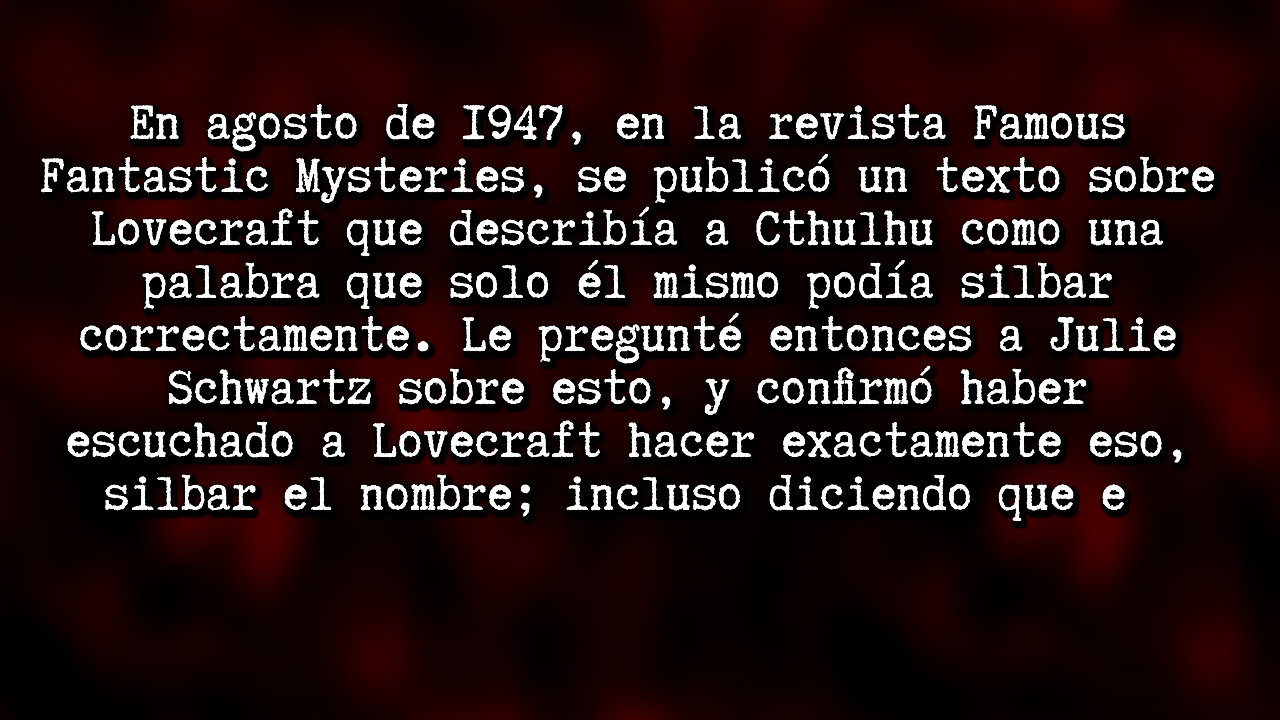 En agosto de I947, en la revista Famous
Fantastic Mysteries, se publicó un texto sobre
Lovecraft que describía a Cthulhu como una
palabra que solo él mismo podía silbar
correctamente. Le pregunté entonces a Julie
Schwartz sobre esto, y confirmó haber
escuchado a Lovecraft hacer exactamente eso,
silbar el nombre; incluso diciendo que e